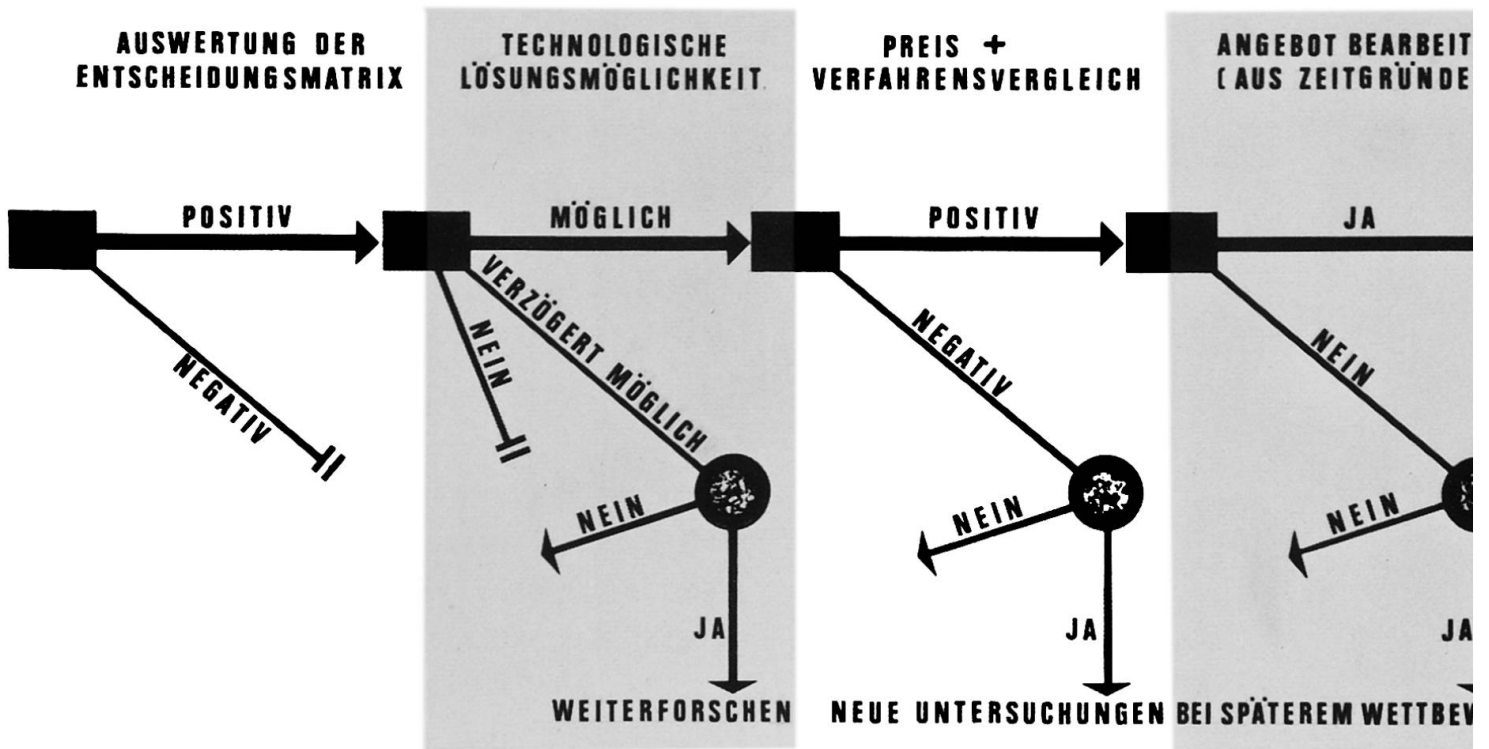 AUSWERTUNG DER
ENTSCHEIDUNGSMATRIX
TECHNOLOGISCHE
LÖSUNGSMÖGLICHKEIT
PREIS +
VERFAHRENSVERGLEICH
ANGEBOT BEARBEIT
(AUS ZEITGRÜNDE
POSITIV
MÖGLICH
POSITIV
JA
NEGATIV
NEIN
VERZÖGERT MÖGLICH
NEGATIV
NEIN
NEIN
NEIN
NEIN
JA
JA
JA
WEITERFORSCHEN
NEUE UNTERSUCHUNGEN
BEI SPÄTEREM WETTBEW